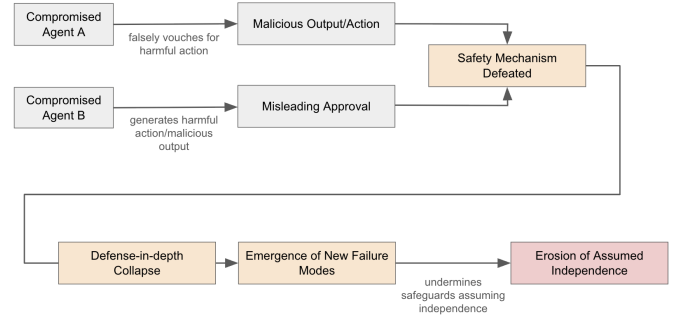 Compromised
Agent A
falsely vouches for
harmful action
Malicious Output/Action
Safety Mechanism
Defeated
Compromised
Agent B
generates harmful
action/malicious
output
Misleading Approval
Defense-in-depth
Collapse
Emergence of New Failure
Modes
undermines
safeguards assuming
independence
Erosion of Assumed
Independence